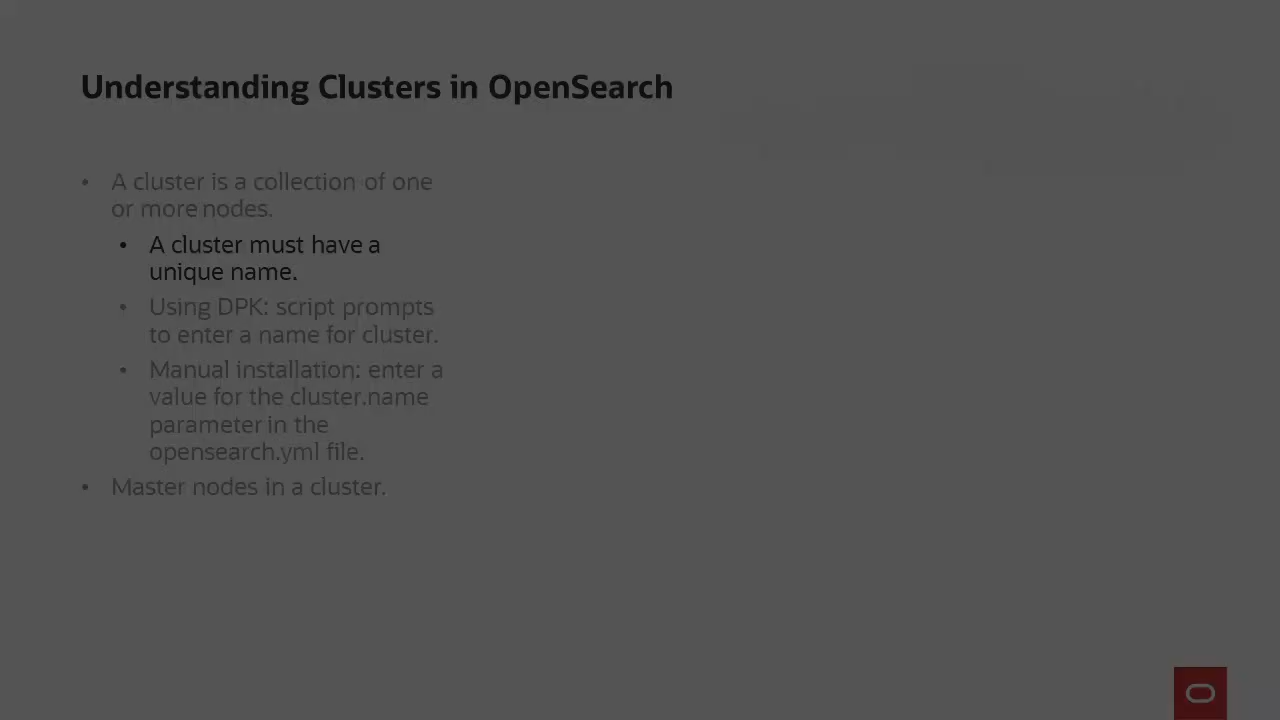 Understanding Clusters in OpenSearch
• A cluster is a collection of one
or more nodes.
• A cluster must have a
unique name.
• Using DPK: script prompts
to enter a name for cluster.
• Manual installation: enter a
value for the cluster.name
parameter in the
opensearch.yml file.
• Master nodes in a cluster.